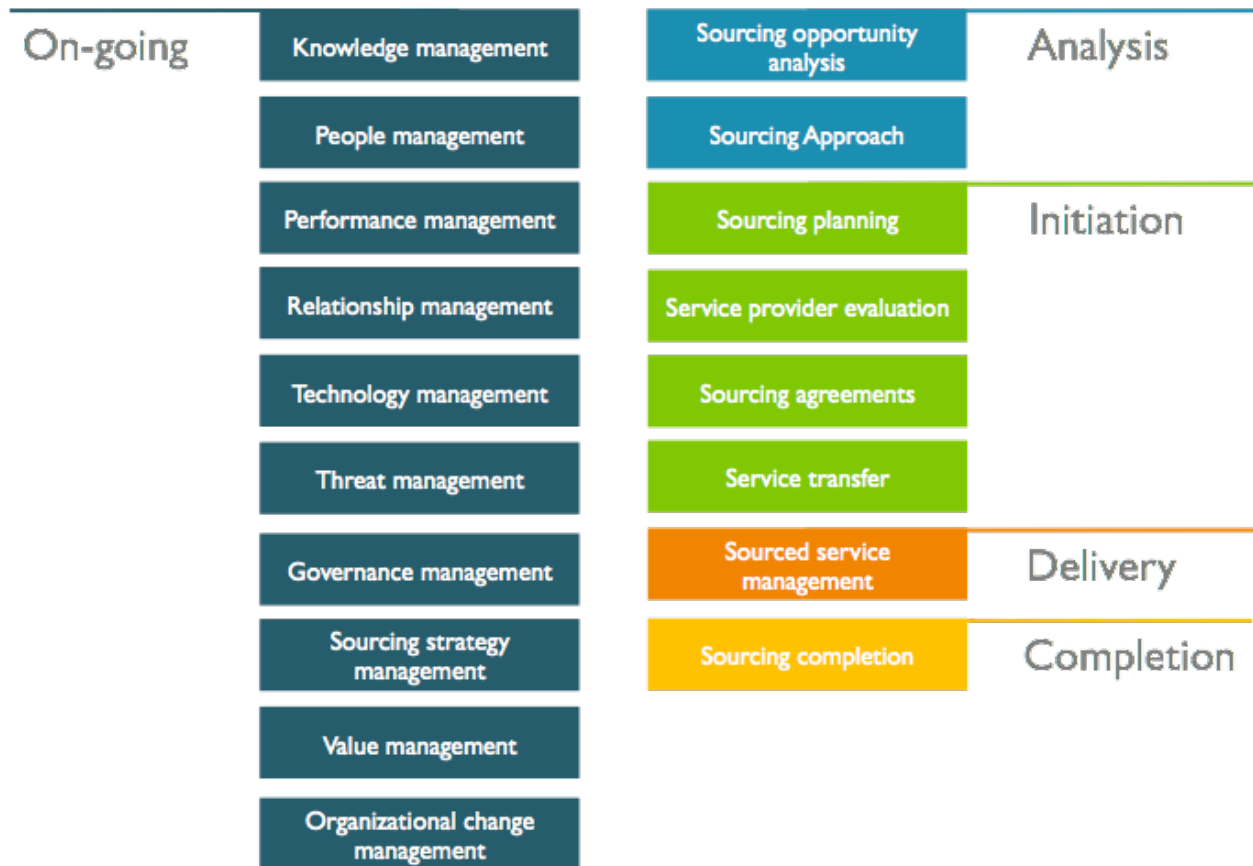 On-going
Knowledge management
People management
Performance management
Relationship management
Technology management
Threat management
Governance management
Sourcing strategy
management
Value management
Organizational change
management
Sourcing opportunity
analysis
Sourcing Approach
Analysis
Sourcing planning
Service provider evaluation
Sourcing agreements
Service transfer
Initiation
Sourced service
management
Delivery
Sourcing completion
Completion